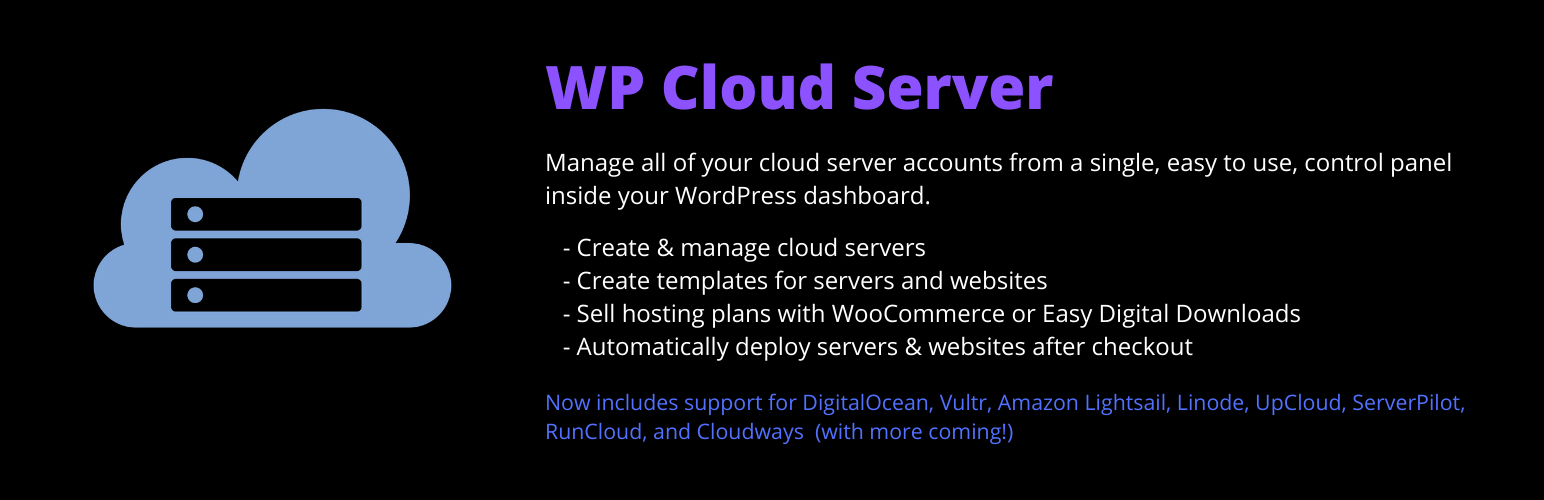 WP Cloud Server
Manage all of your cloud server accounts from a single, easy to use, control panel
inside your WordPress dashboard.
- Create & manage cloud servers
- Create templates for servers and websites
- Sell hosting plans with WooCommerce or Easy Digital Downloads
- Automatically deploy servers & websites after checkout
Now includes support for DigitalOcean, Vultr, Amazon Lightsail, Linode, UpCloud, ServerPilot,
RunCloud, and Cloudways  (with more coming!)